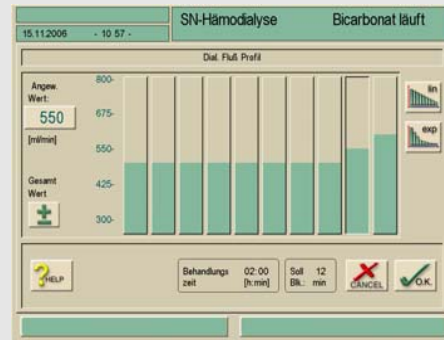 SN-Hämodialyse Bicarbonat läuft
15.11.2006 - 10 57 -
Dial. Fluß Profil
Angew.
Wert:
550
[ml/min]
Gesamt
Wert
±
800-
675-
550-
425-
300-
lin
exp
?HELP
Behandlungs 02:00
zeit [h:min]
Soll 12
Blk.: min
CANCEL
O.K.